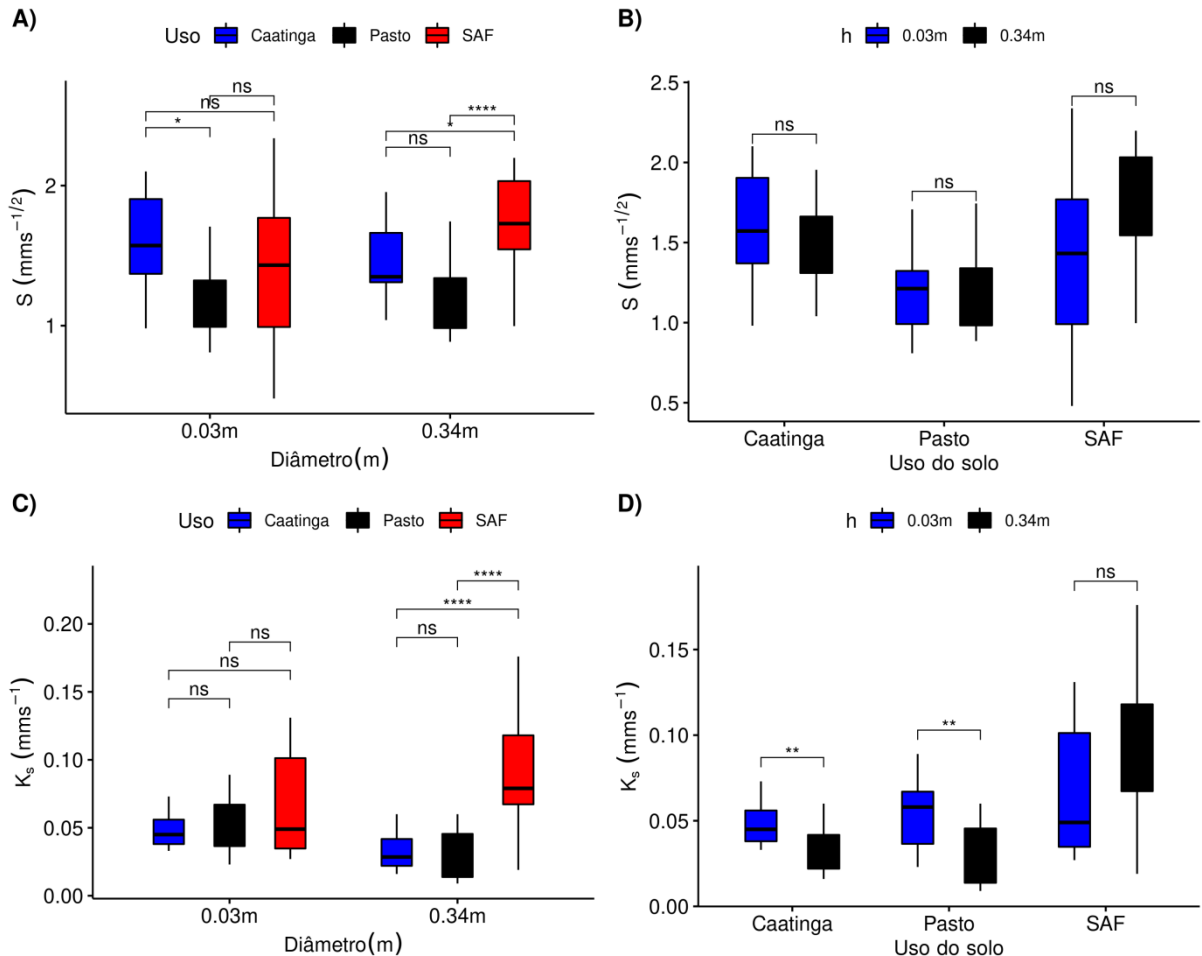 A)
Uso Caatinga Pasto SAF
ns
ns
*
****
*
ns
2
1
S (mms⁻¹/²)
0.03m 0.34m
Diâmetro(m)
B)
h 0.03m 0.34m
ns
ns
ns
2.5
2.0
1.5
1.0
0.5
S (mms⁻¹/²)
Caatinga Pasto SAF
Uso do solo
C)
Uso Caatinga Pasto SAF
ns
ns
ns
****
****
ns
0.20
0.15
0.10
0.05
0.00
Kₛ (mms⁻¹)
0.03m 0.34m
Diâmetro(m)
D)
h 0.03m 0.34m
**
**
ns
0.15
0.10
0.05
0.00
Kₛ (mms⁻¹)
Caatinga Pasto SAF
Uso do solo